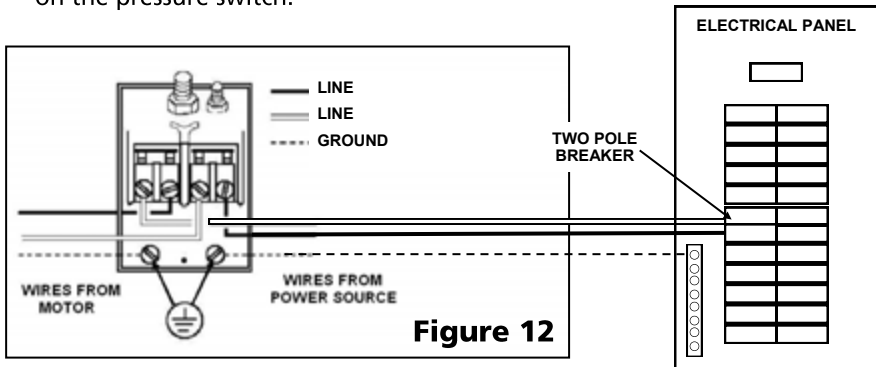 on the pressure switch.
ELECTRICAL PANEL
LINE
LINE
GROUND
TWO POLE
BREAKER
WIRES FROM
MOTOR
WIRES FROM
POWER SOURCE
Figure 12